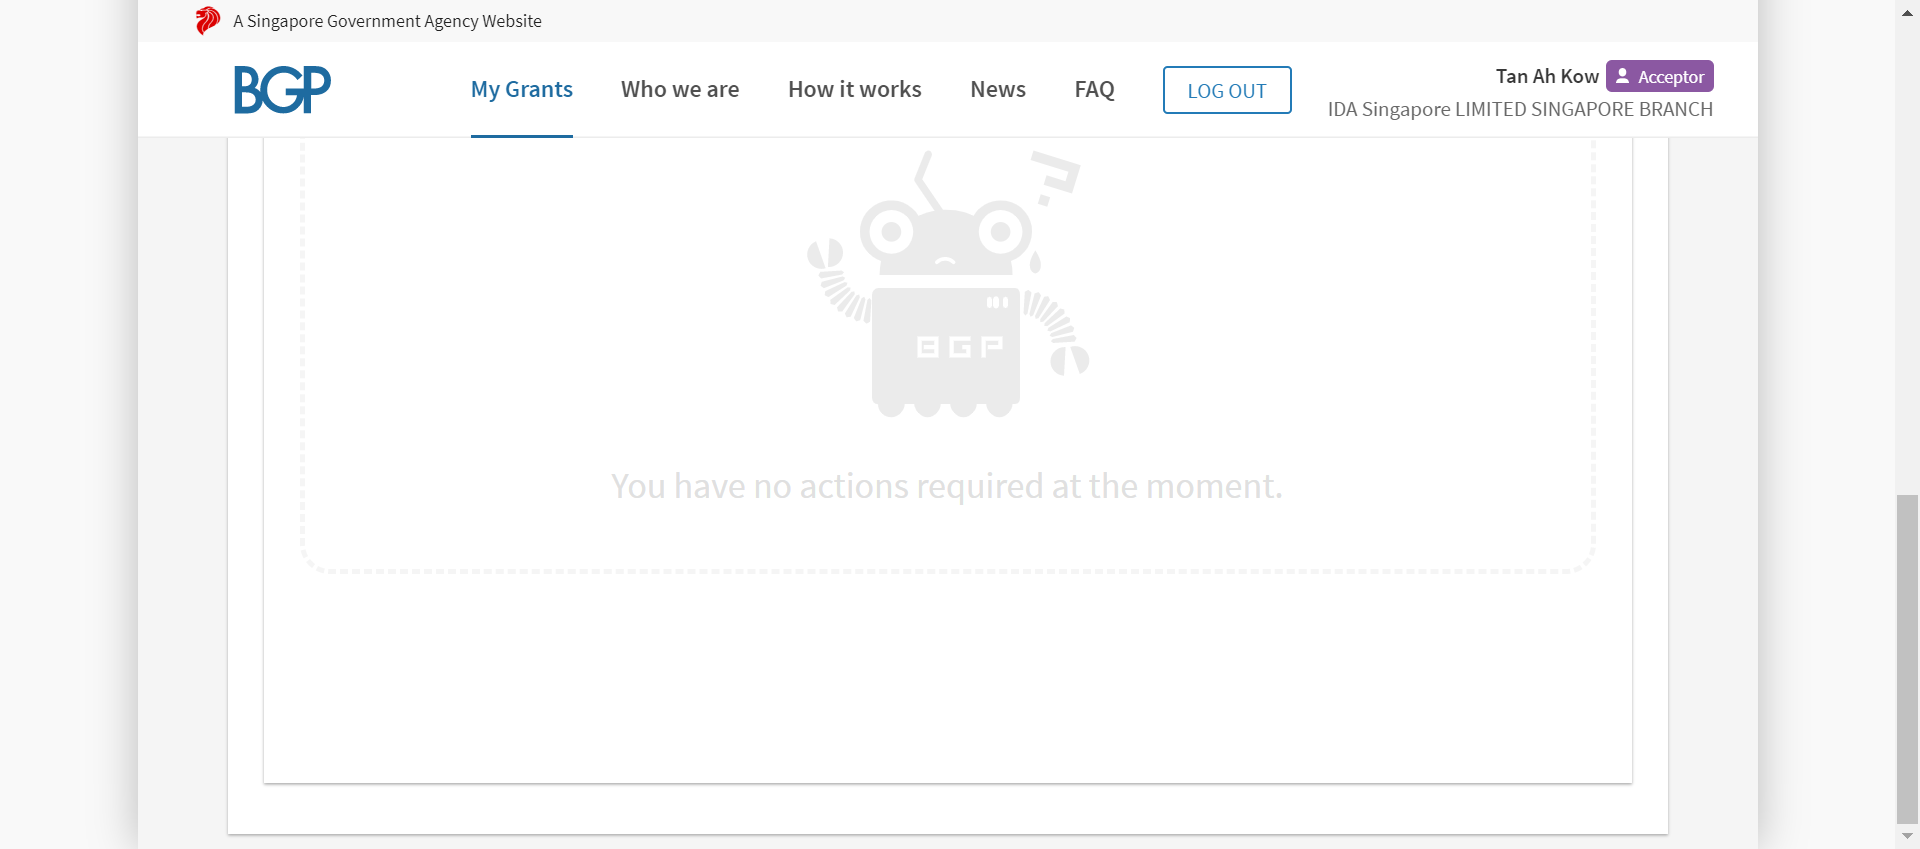 A Singapore Government Agency Website
BGP
My Grants
Who we are
How it works
News
FAQ
LOG OUT
Tan Ah Kow
Acceptor
IDA Singapore LIMITED SINGAPORE BRANCH
?
BGP
You have no actions required at the moment.